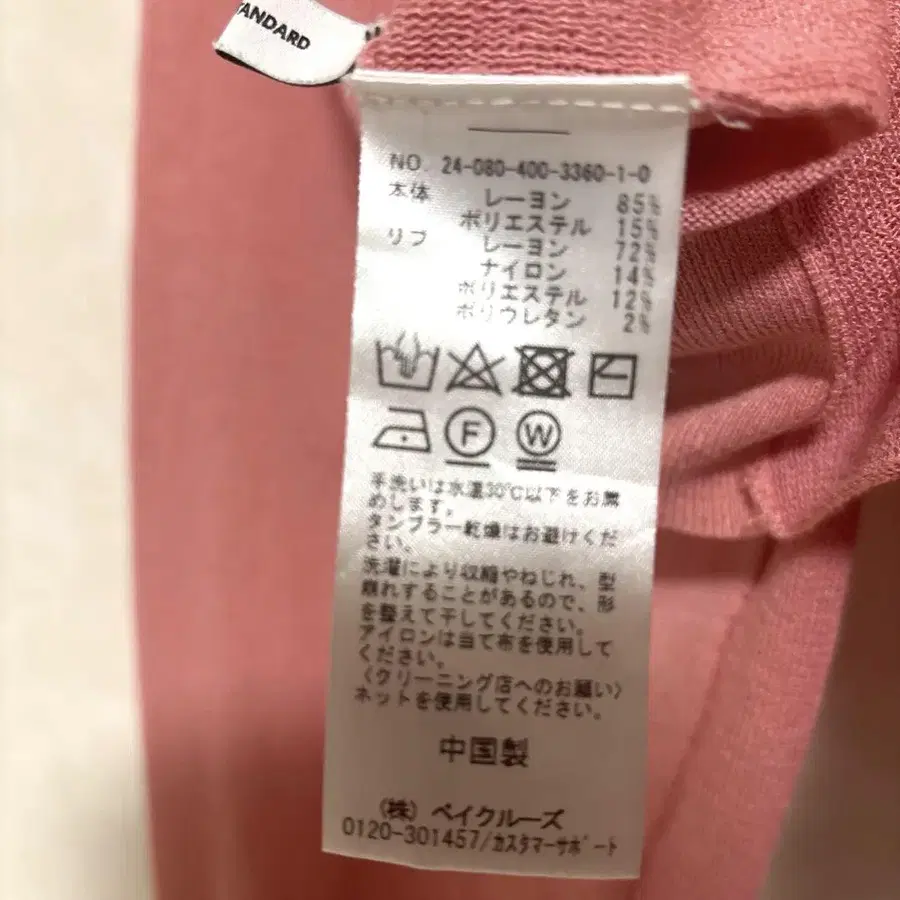 TANDARD
NO. 24-080-400-3360-1-0
本体 レーヨン 85%
ポリエステル 15%
リブ レーヨン 72%
ナイロン 14%
ポリエステル 12%
ポリウレタン 2%
F W
手洗いは水温30℃以下をお薦
めします。
タンブラー乾燥はお避けくだ
さい。
洗濯により収縮やねじれ、型
崩れすることがあるので、形
を整えて干してください。
アイロンは当て布を使用して
ください。
〈クリーニング店へのお願い〉
ネットを使用してください。
中国製
(株) ベイクルーズ
0120-301457/カスタマーサポート